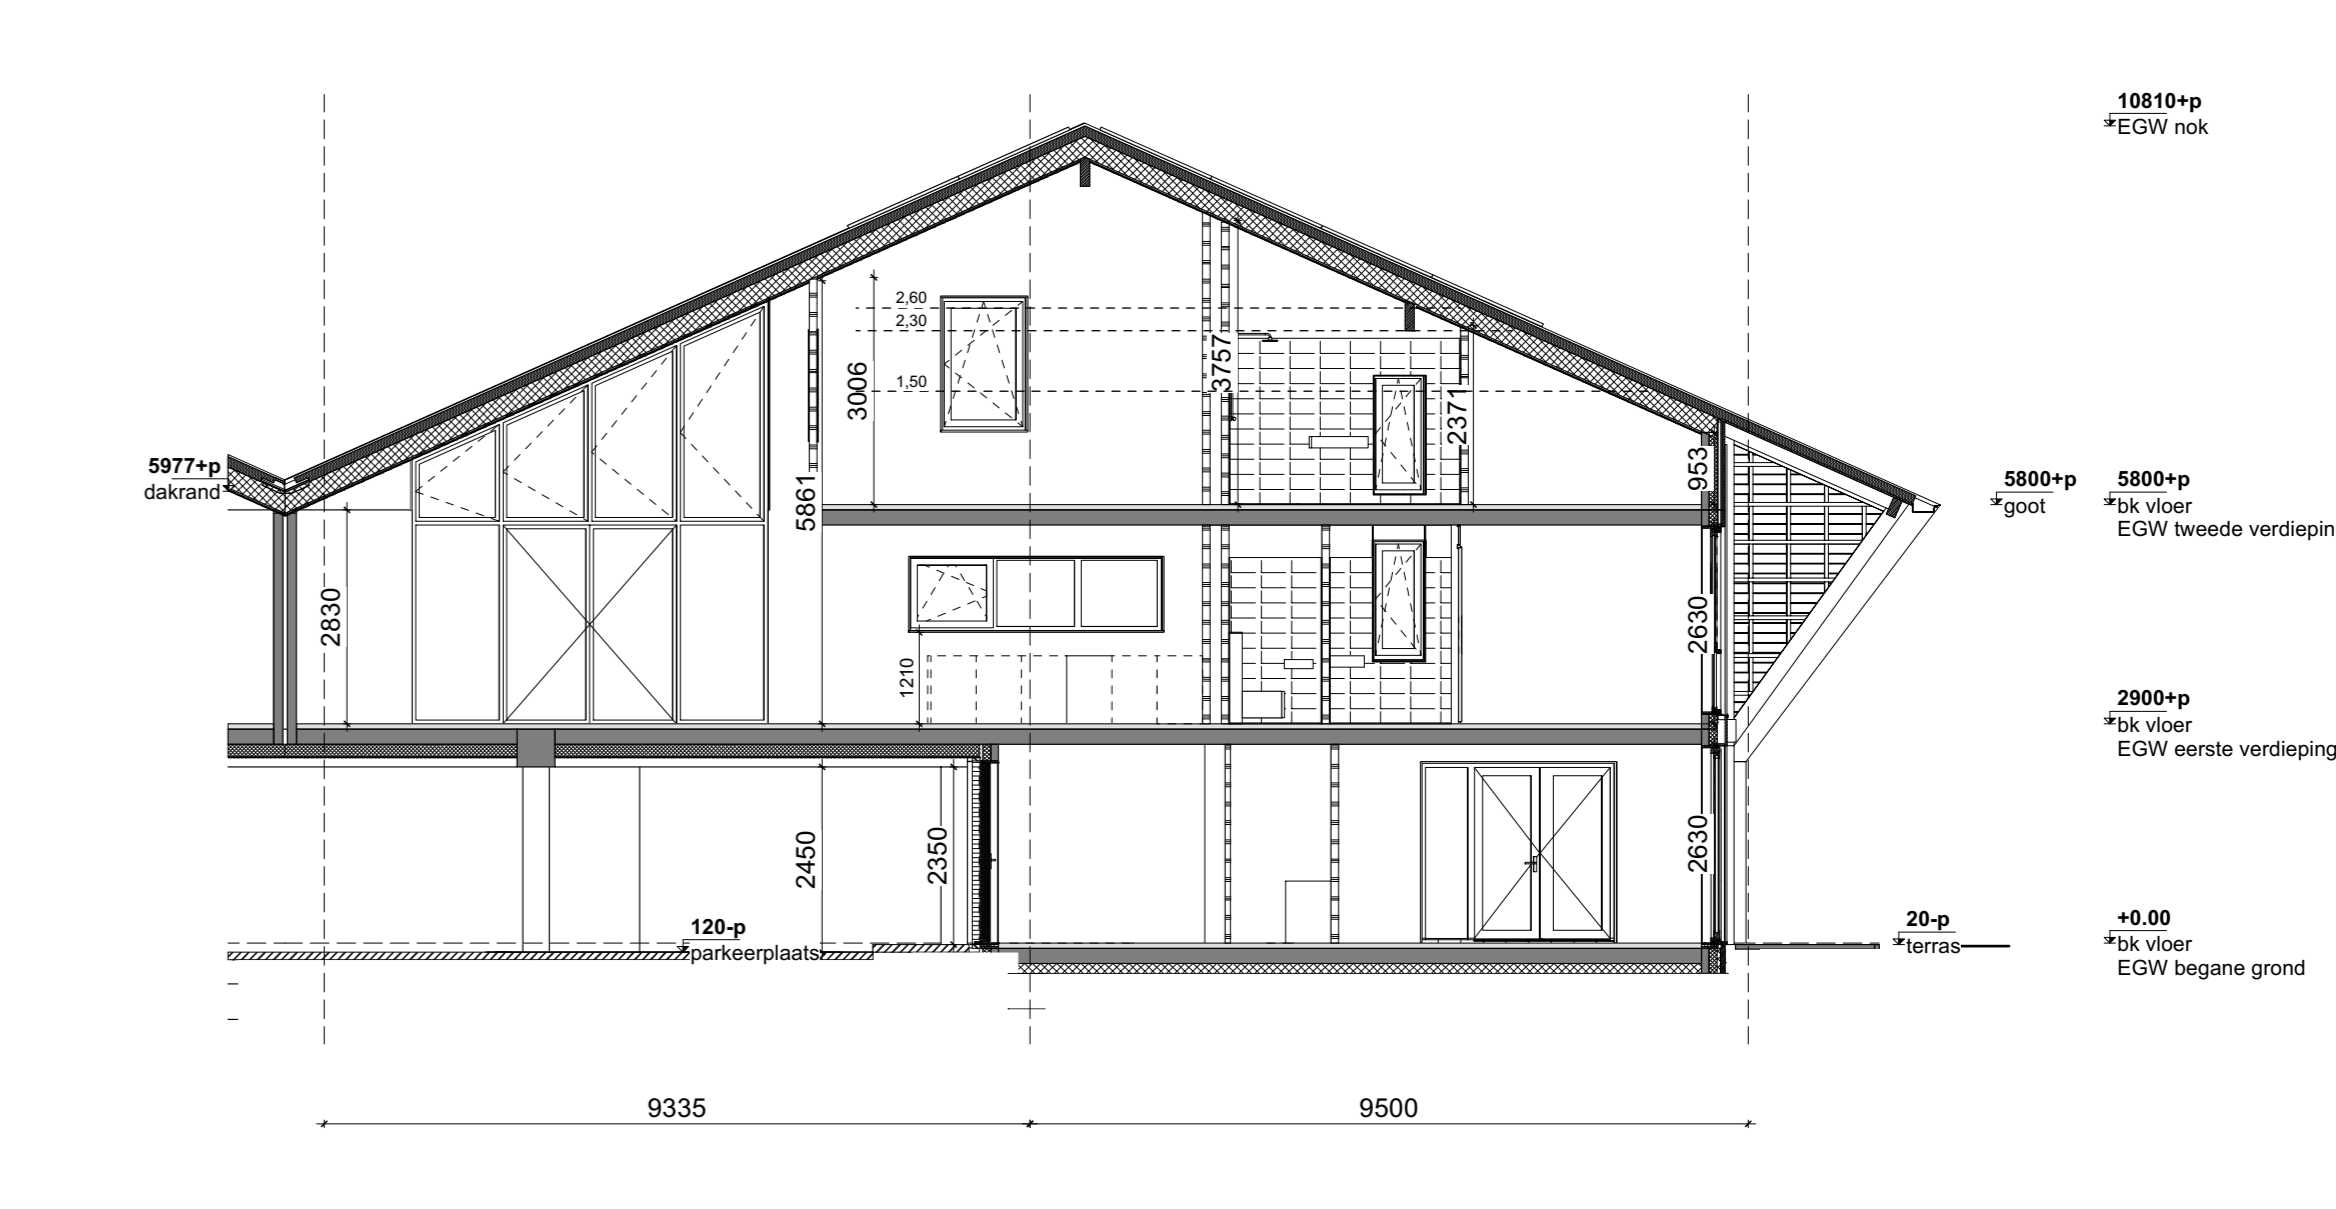 10810+p
EGW nok
2,60
2,30
1,50
3006
3757
2371
953
5861
5977+p
dakrand
5800+p
goot
5800+p
bk vloer
EGW tweede verdiepin
2830
1210
2630
2900+p
bk vloer
EGW eerste verdieping
2450
2350
2630
120-p
parkeerplaats
20-p
terras
+0.00
bk vloer
EGW begane grond
9335
9500